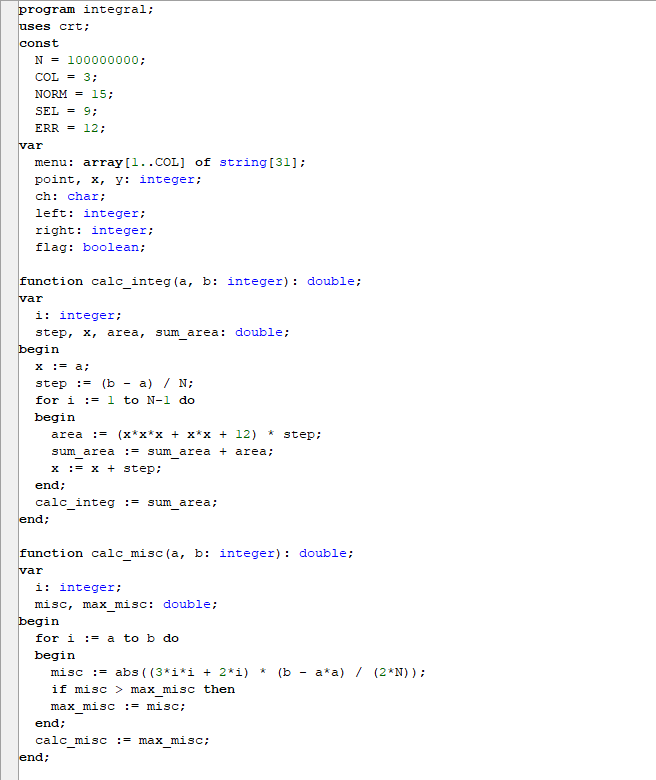 program integral;
uses crt;
const
  N = 100000000;
  COL = 3;
  NORM = 15;
  SEL = 9;
  ERR = 12;
var
  menu: array[1..COL] of string[31];
  point, x, y: integer;
  ch: char;
  left: integer;
  right: integer;
  flag: boolean;

function calc_integ(a, b: integer): double;
var
  i: integer;
  step, x, area, sum_area: double;
begin
  x := a;
  step := (b - a) / N;
  for i := 1 to N-1 do
  begin
    area := (x*x*x + x*x + 12) * step;
    sum_area := sum_area + area;
    x := x + step;
  end;
  calc_integ := sum_area;
end;

function calc_misc(a, b: integer): double;
var
  i: integer;
  misc, max_misc: double;
begin
  for i := a to b do
  begin
    misc := abs((3*i*i + 2*i) * (b - a*a) / (2*N));
    if misc > max_misc then
    max_misc := misc;
  end;
  calc_misc := max_misc;
end;